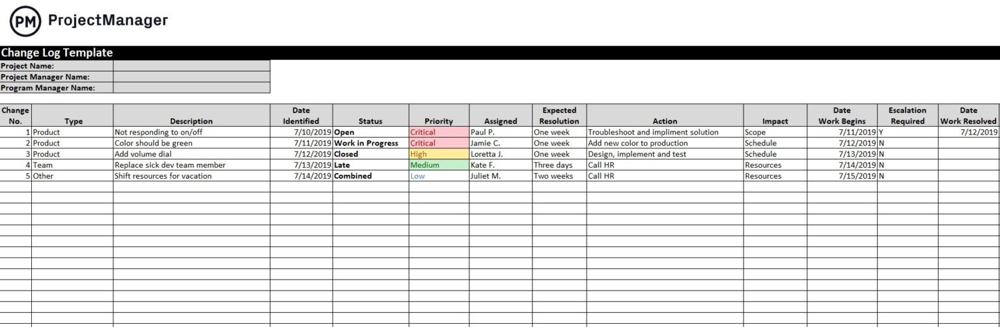 PM ProjectManager
Change Log Template
Project Name:
Project Manager Name:
Program Manager Name:
Change No. Type Description Date Identified Status Priority Assigned Expected Resolution Action Impact Date Work Begins Escalation Required Date Work Resolved
1 Product Not responding to on/off 7/10/2019 Open Critical Paul P. One week Troubleshoot and impliment solution Scope 7/11/2019 Y 7/12/2019
2 Product Color should be green 7/11/2019 Work in Progress Critical Jamie C. One week Add new color to production Schedule 7/12/2019 N
3 Product Add volume dial 7/12/2019 Closed High Loretta J. One week Design, implement and test Schedule 7/13/2019 N
4 Team Replace sick dev team member 7/13/2019 Late Medium Kate F. Three days Call HR Resources 7/14/2019 N
5 Other Shift resources for vacation 7/14/2019 Combined Low Juliet M. Two weeks Call HR Resources 7/15/2019 N